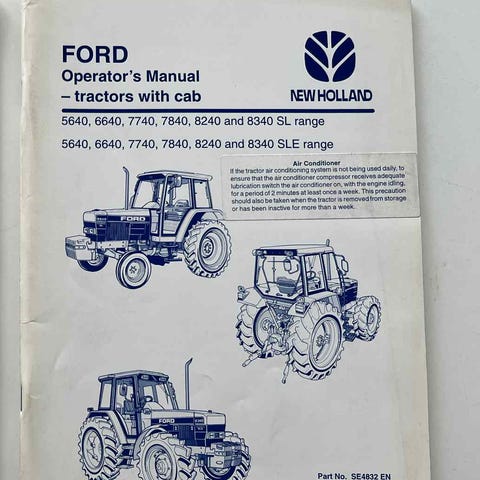 FORD
Operator's Manual
– tractors with cab
NEW HOLLAND
5640, 6640, 7740, 7840, 8240 and 8340 SL range
5640, 6640, 7740, 7840, 8240 and 8340 SLE range
Air Conditioner
If the tractor air conditioning system is not being used daily, to
ensure that the air conditioner compressor receives adequate
lubrication switch the air conditioner on, with the engine idling,
for a period of 2 minutes at least once a week. This precaution
should also be taken when the tractor is removed from storage
or has been inactive for more than a week.
FORD
FORD
Part No. SE4832 EN